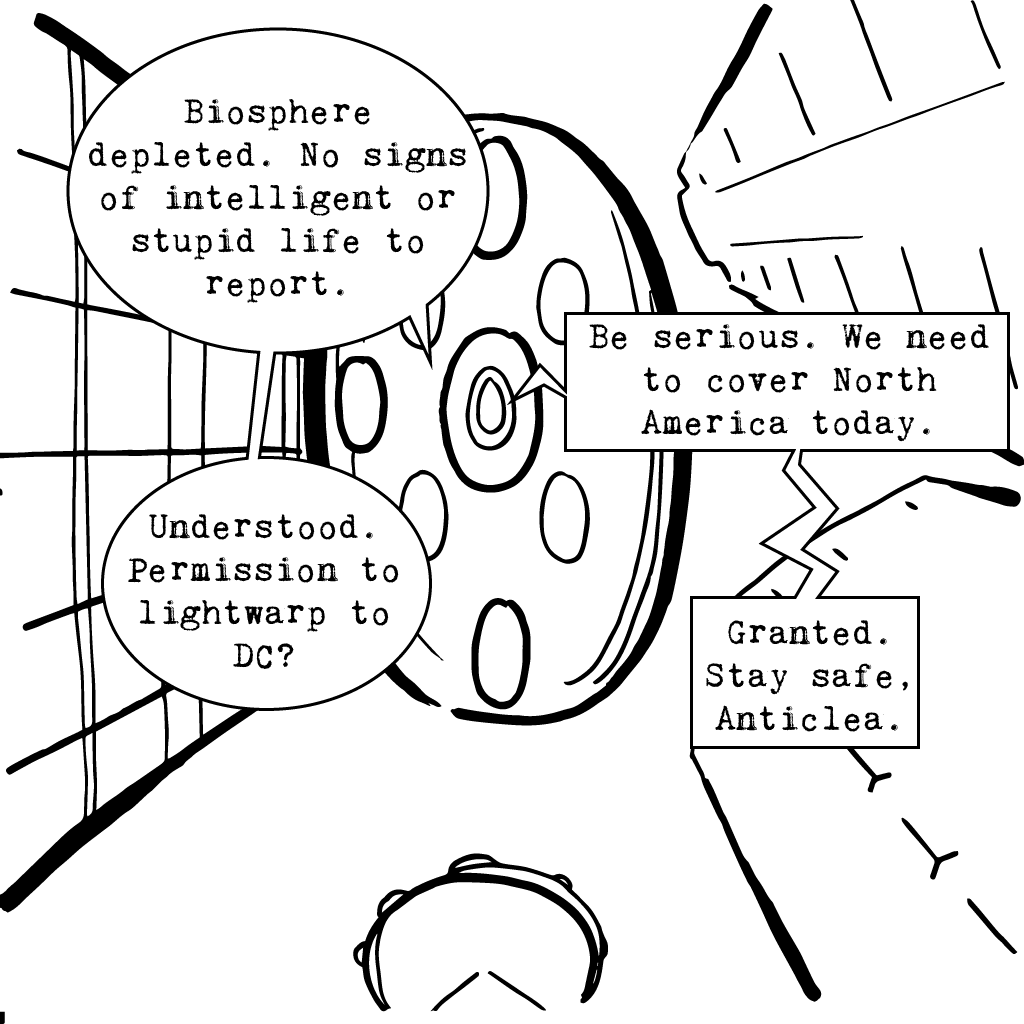 Biosphere
depleted. No signs
of intelligent or
stupid life to
report.
Be serious. We need
to cover North
America today.
Understood.
Permission to
lightwarp to
DC?
Granted.
Stay safe,
Anticlea.